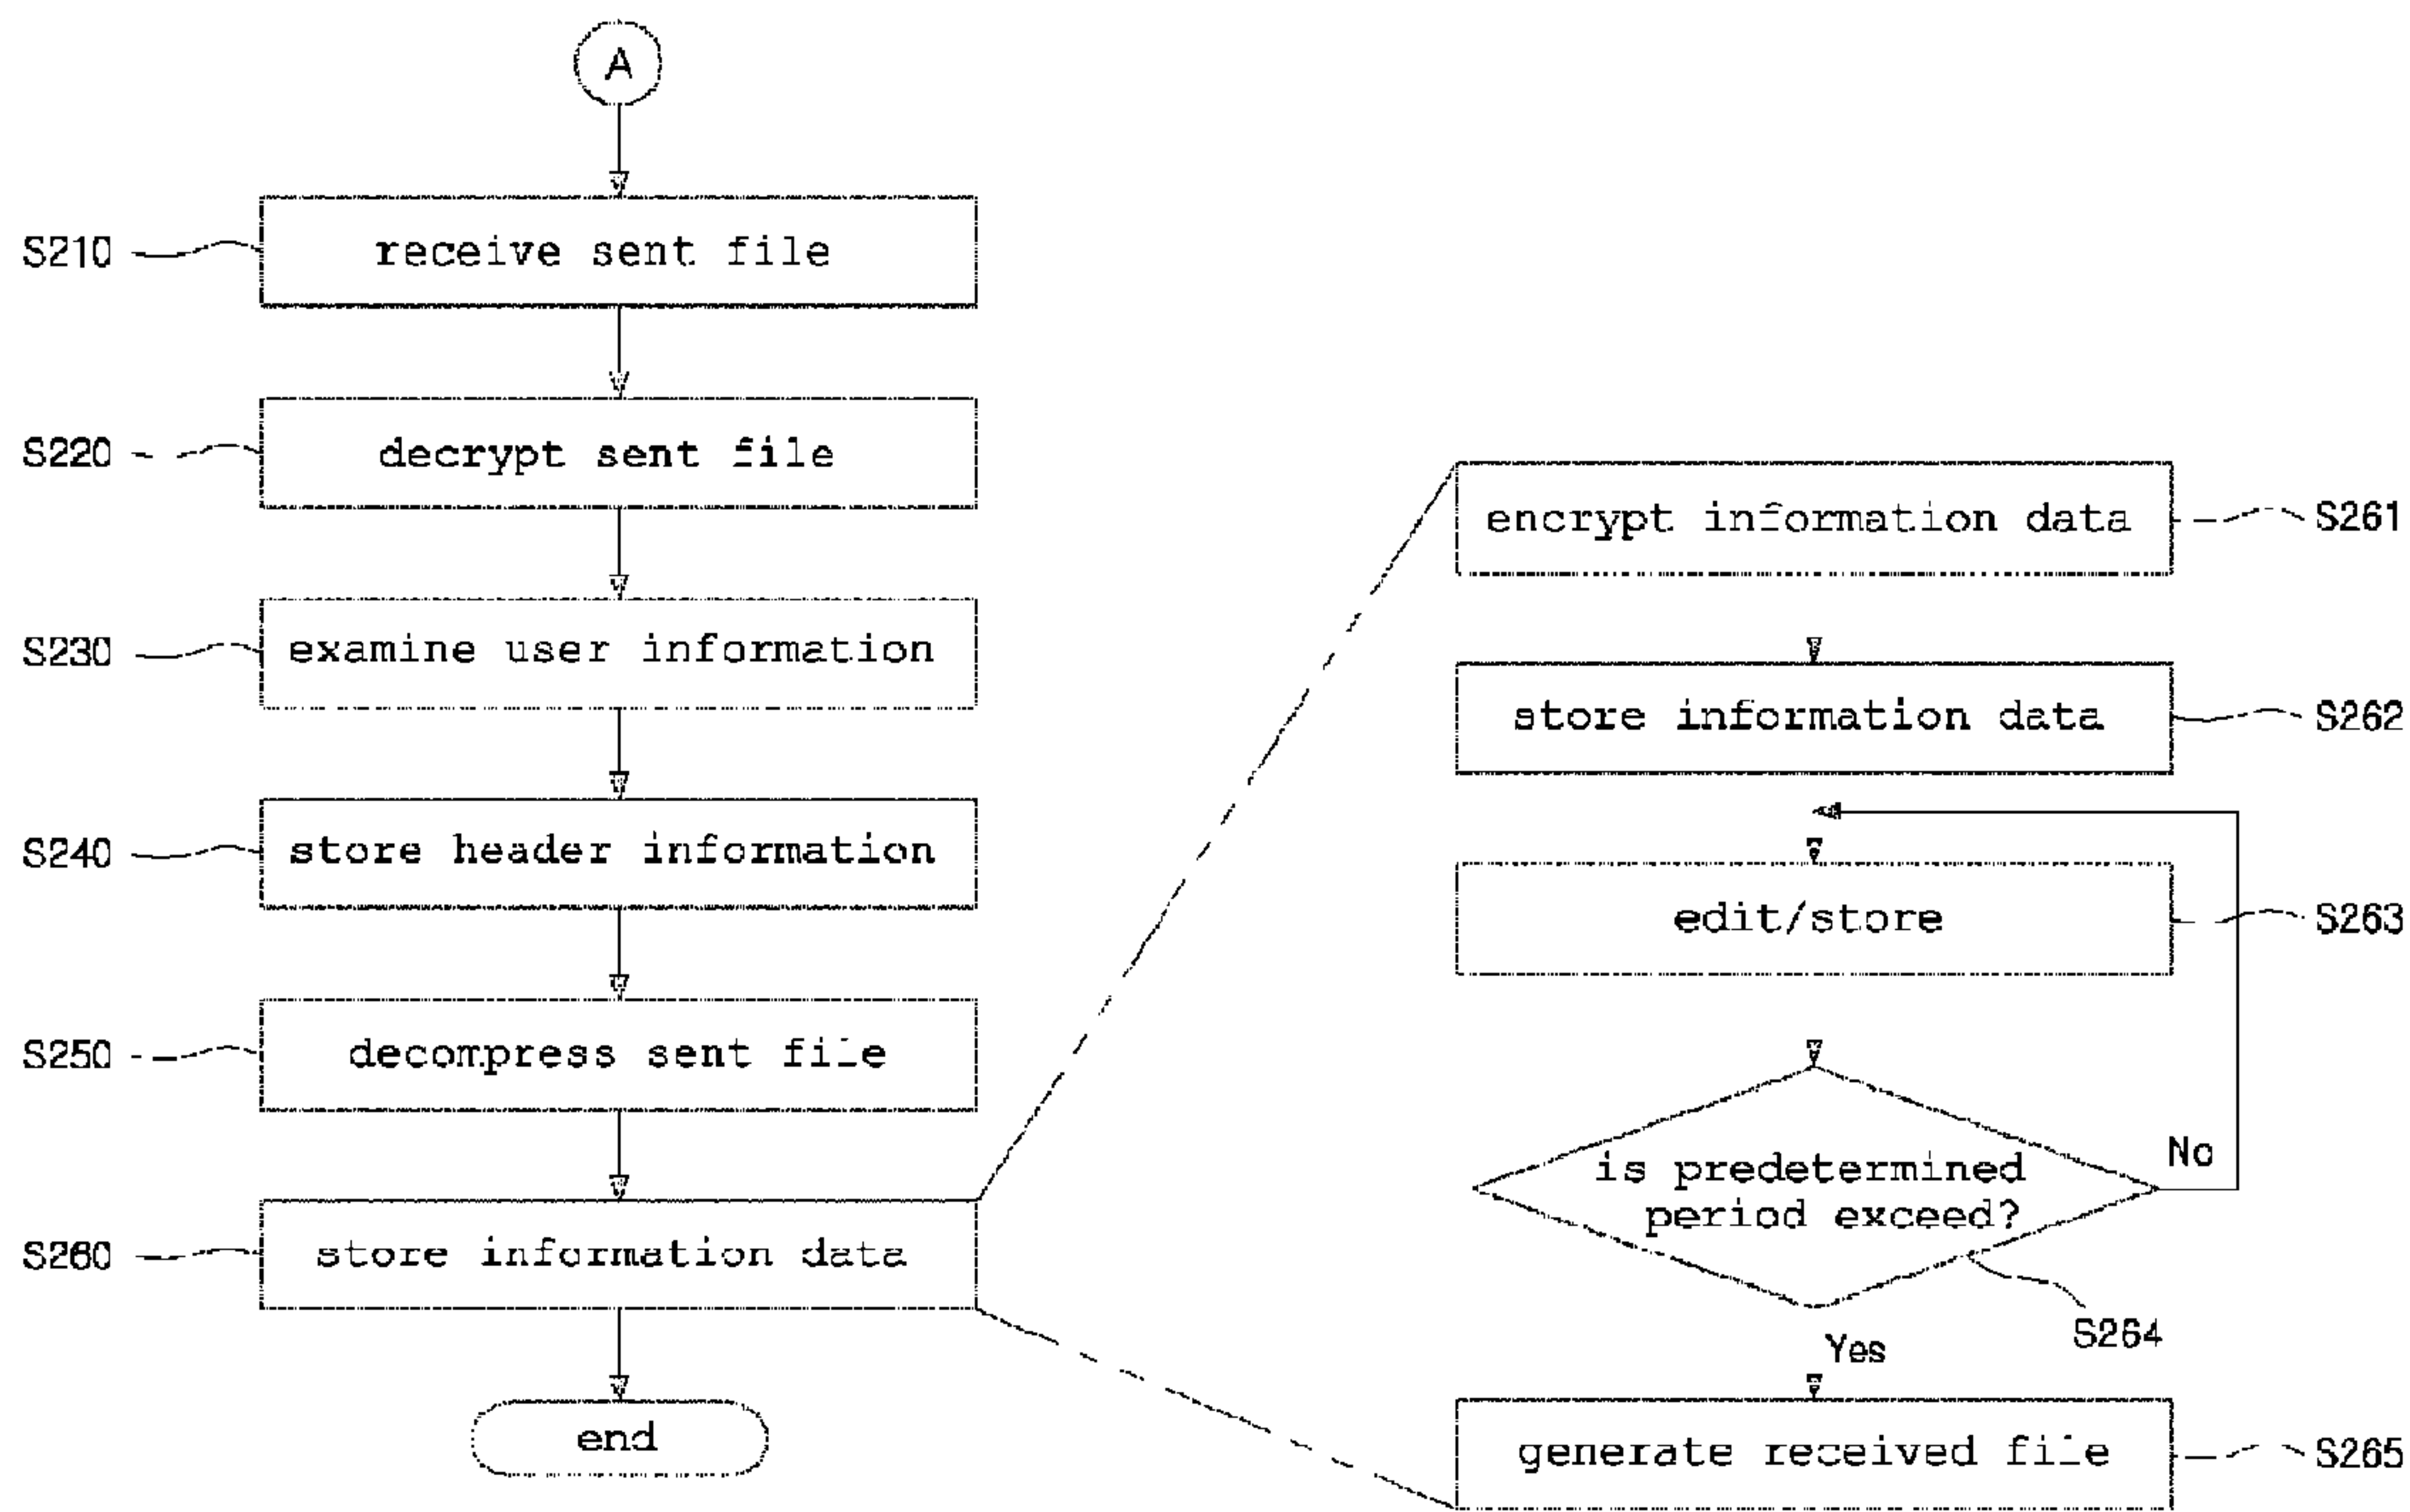 A
S210 receive sent file
S220 decrypt sent file
S230 examine user information
S240 store header information
S250 decompress sent file
S260 store information data
end
encrypt information data S261
store information data S262
edit/store S263
is predetermined
period exceed?
No
S264
Yes
generate received file S265